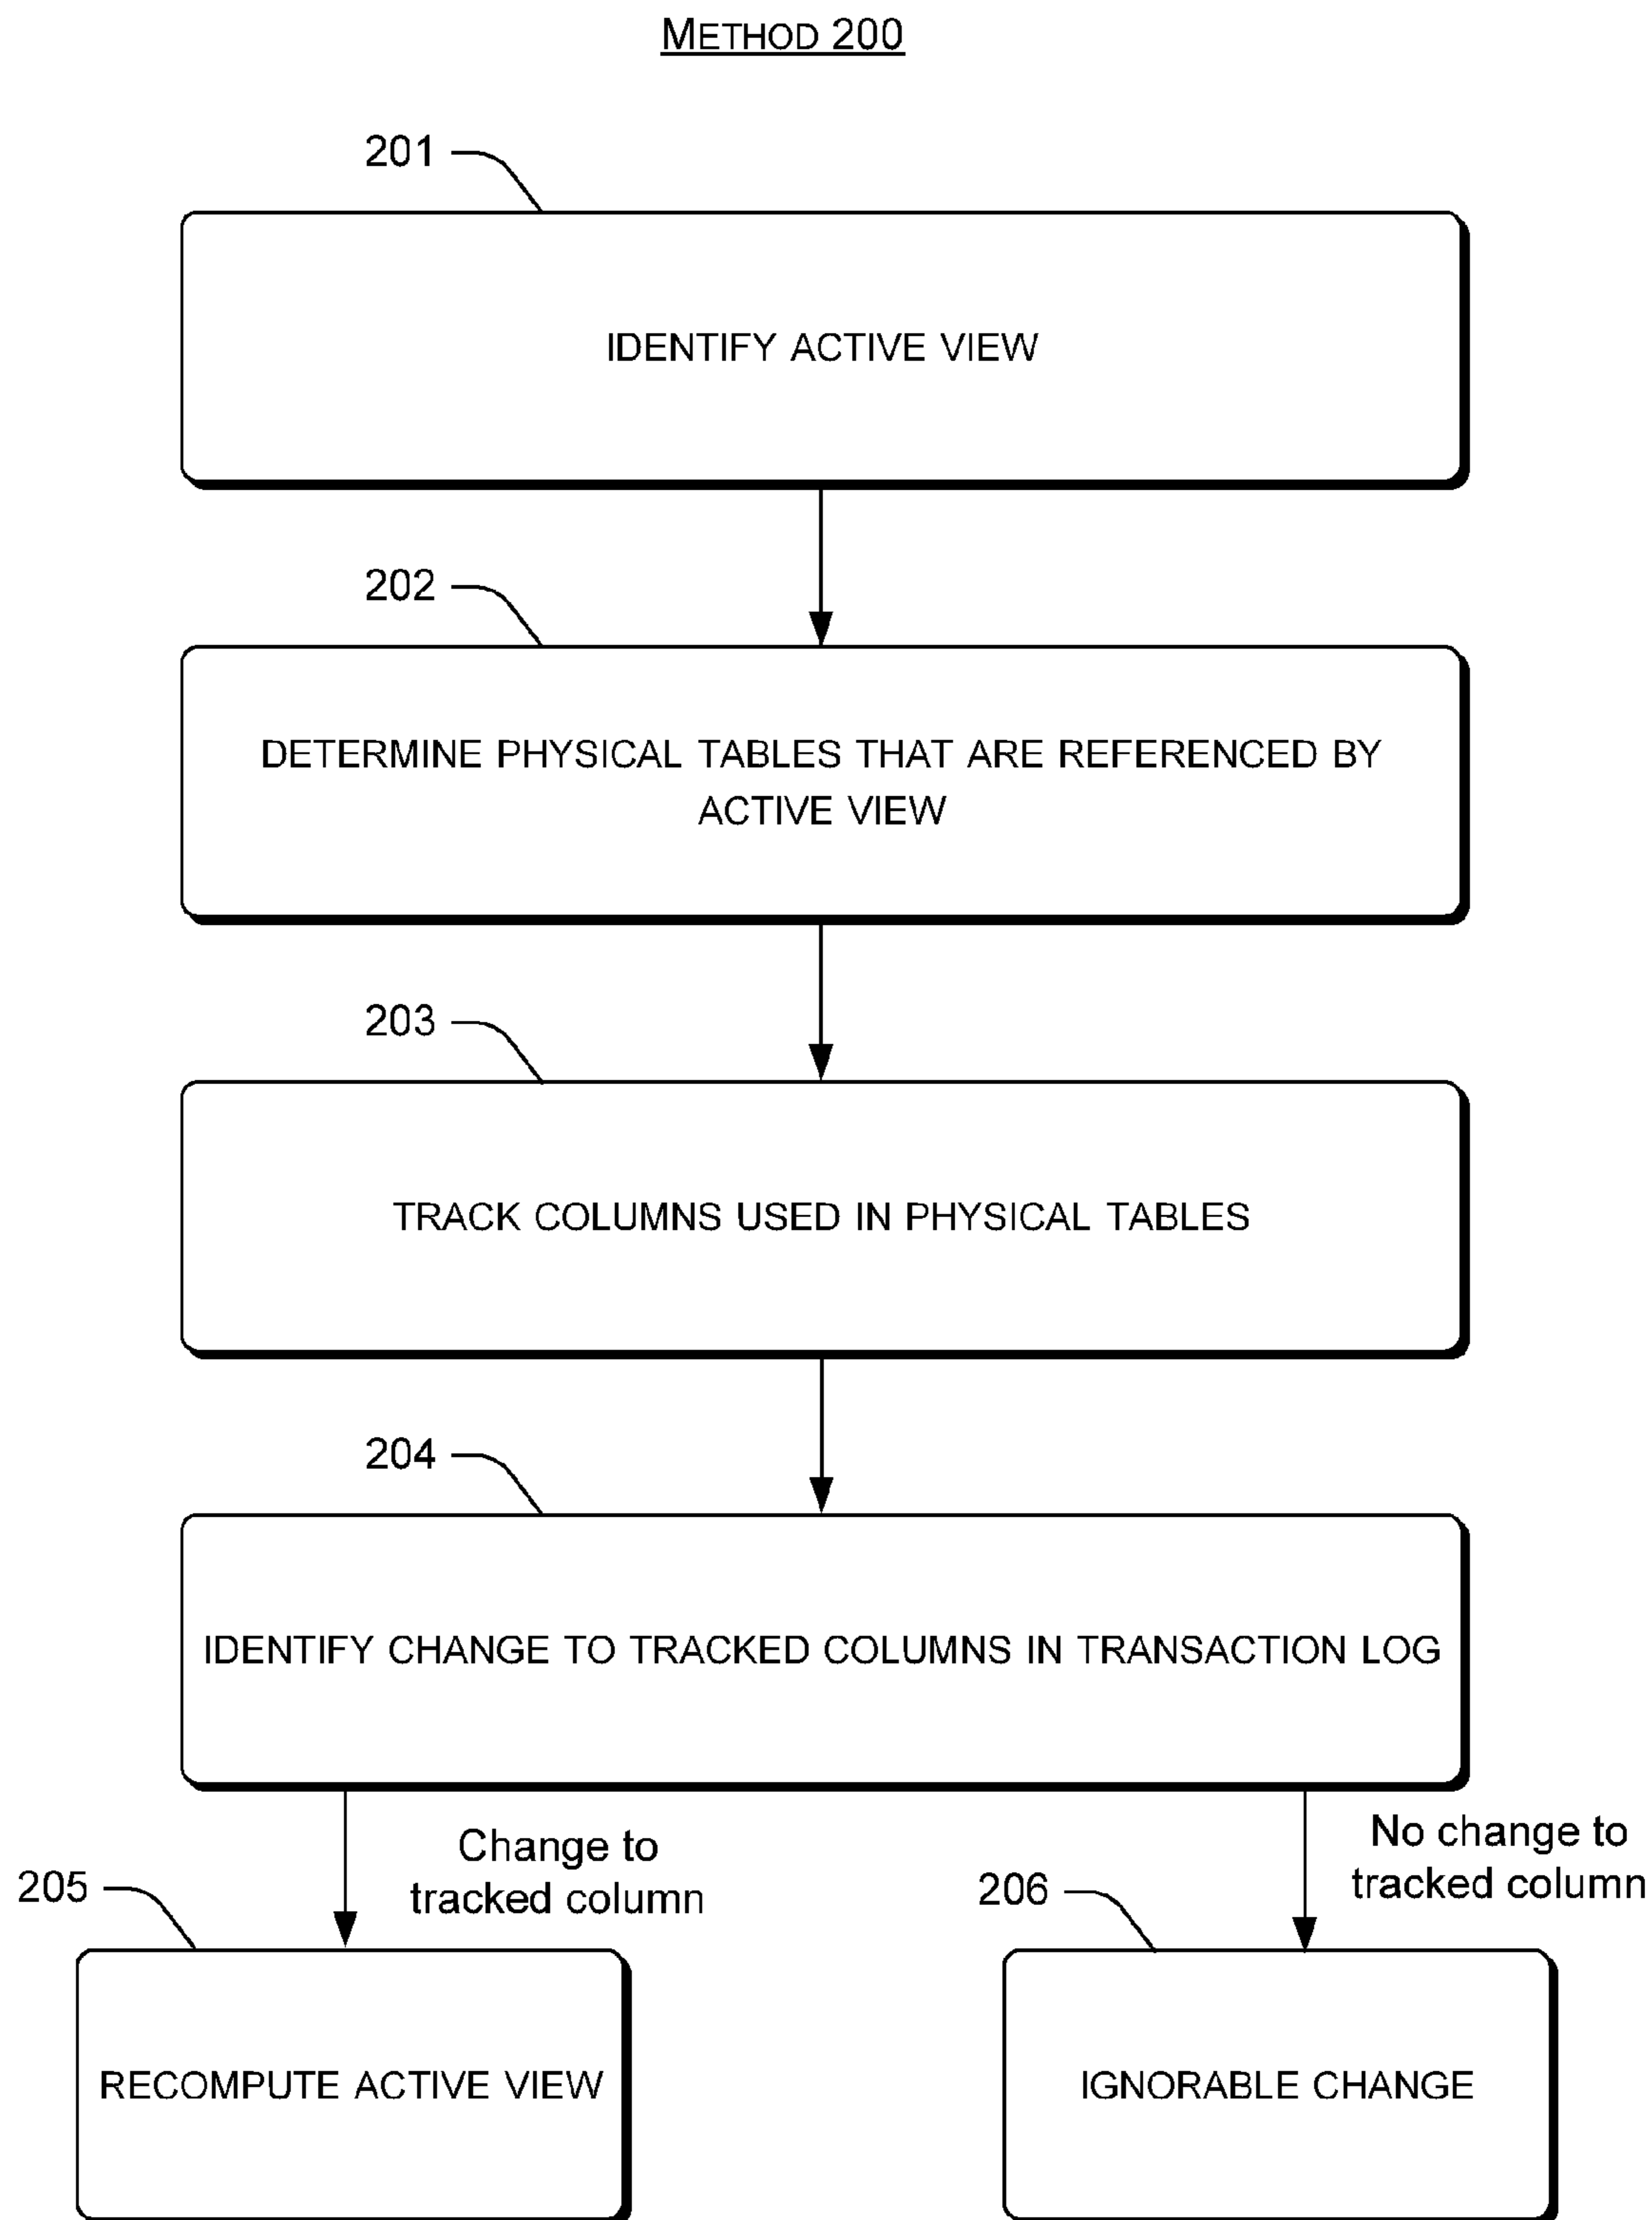 METHOD 200
201
IDENTIFY ACTIVE VIEW
202
DETERMINE PHYSICAL TABLES THAT ARE REFERENCED BY
ACTIVE VIEW
203
TRACK COLUMNS USED IN PHYSICAL TABLES
204
IDENTIFY CHANGE TO TRACKED COLUMNS IN TRANSACTION LOG
Change to
tracked column
No change to
tracked column
205
206
RECOMPUTE ACTIVE VIEW
IGNORABLE CHANGE